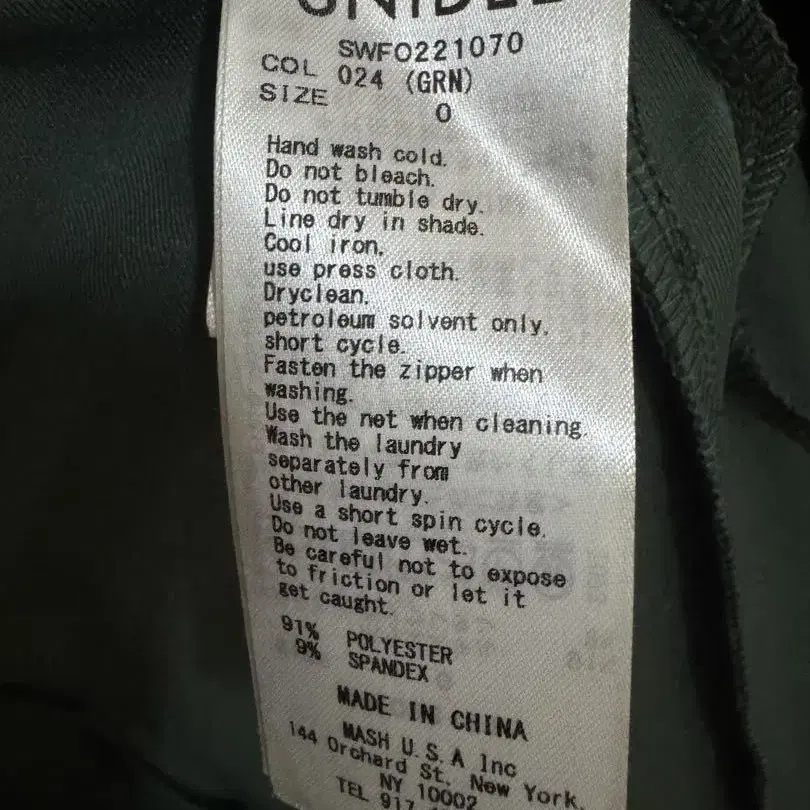 SWFO221070
COL 024 (GRN)
SIZE 0
Hand wash cold.
Do not bleach.
Do not tumble dry.
Line dry in shade.
Cool iron.
use press cloth.
Dryclean.
petroleum solvent only.
short cycle.
Fasten the zipper when
washing.
Use the net when cleaning.
Wash the laundry
separately from
other laundry.
Use a short spin cycle.
Do not leave wet.
Be careful not to expose
to friction or let it
get caught.
91% POLYESTER
9% SPANDEX
MADE IN CHINA
MASH U.S.A Inc
144 Orchard St. New York,
NY 10002
TEL 917